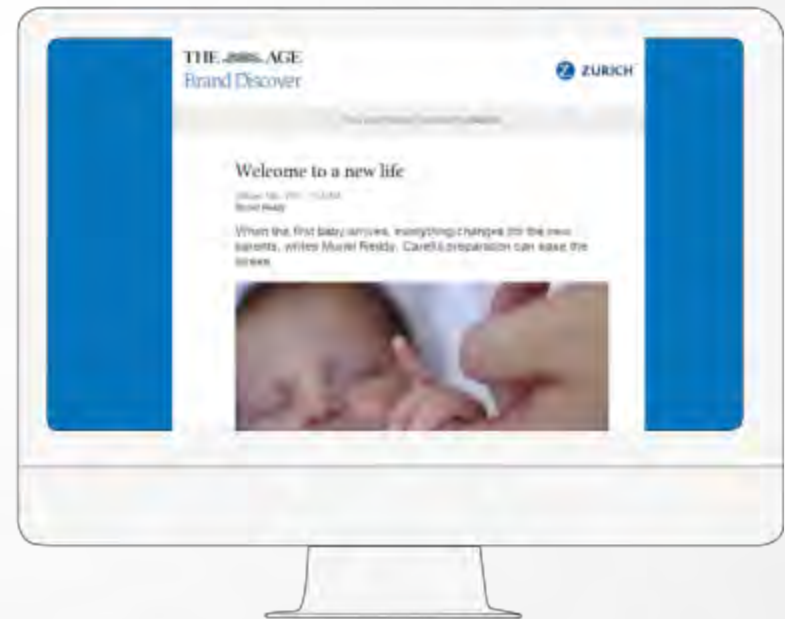 THE AGE
Brand Discover
ZURICH
Welcome to a new life
When the first baby arrives, everything changes for the new
parents, writes Muriel Reddy. Careful preparation can ease the
stress